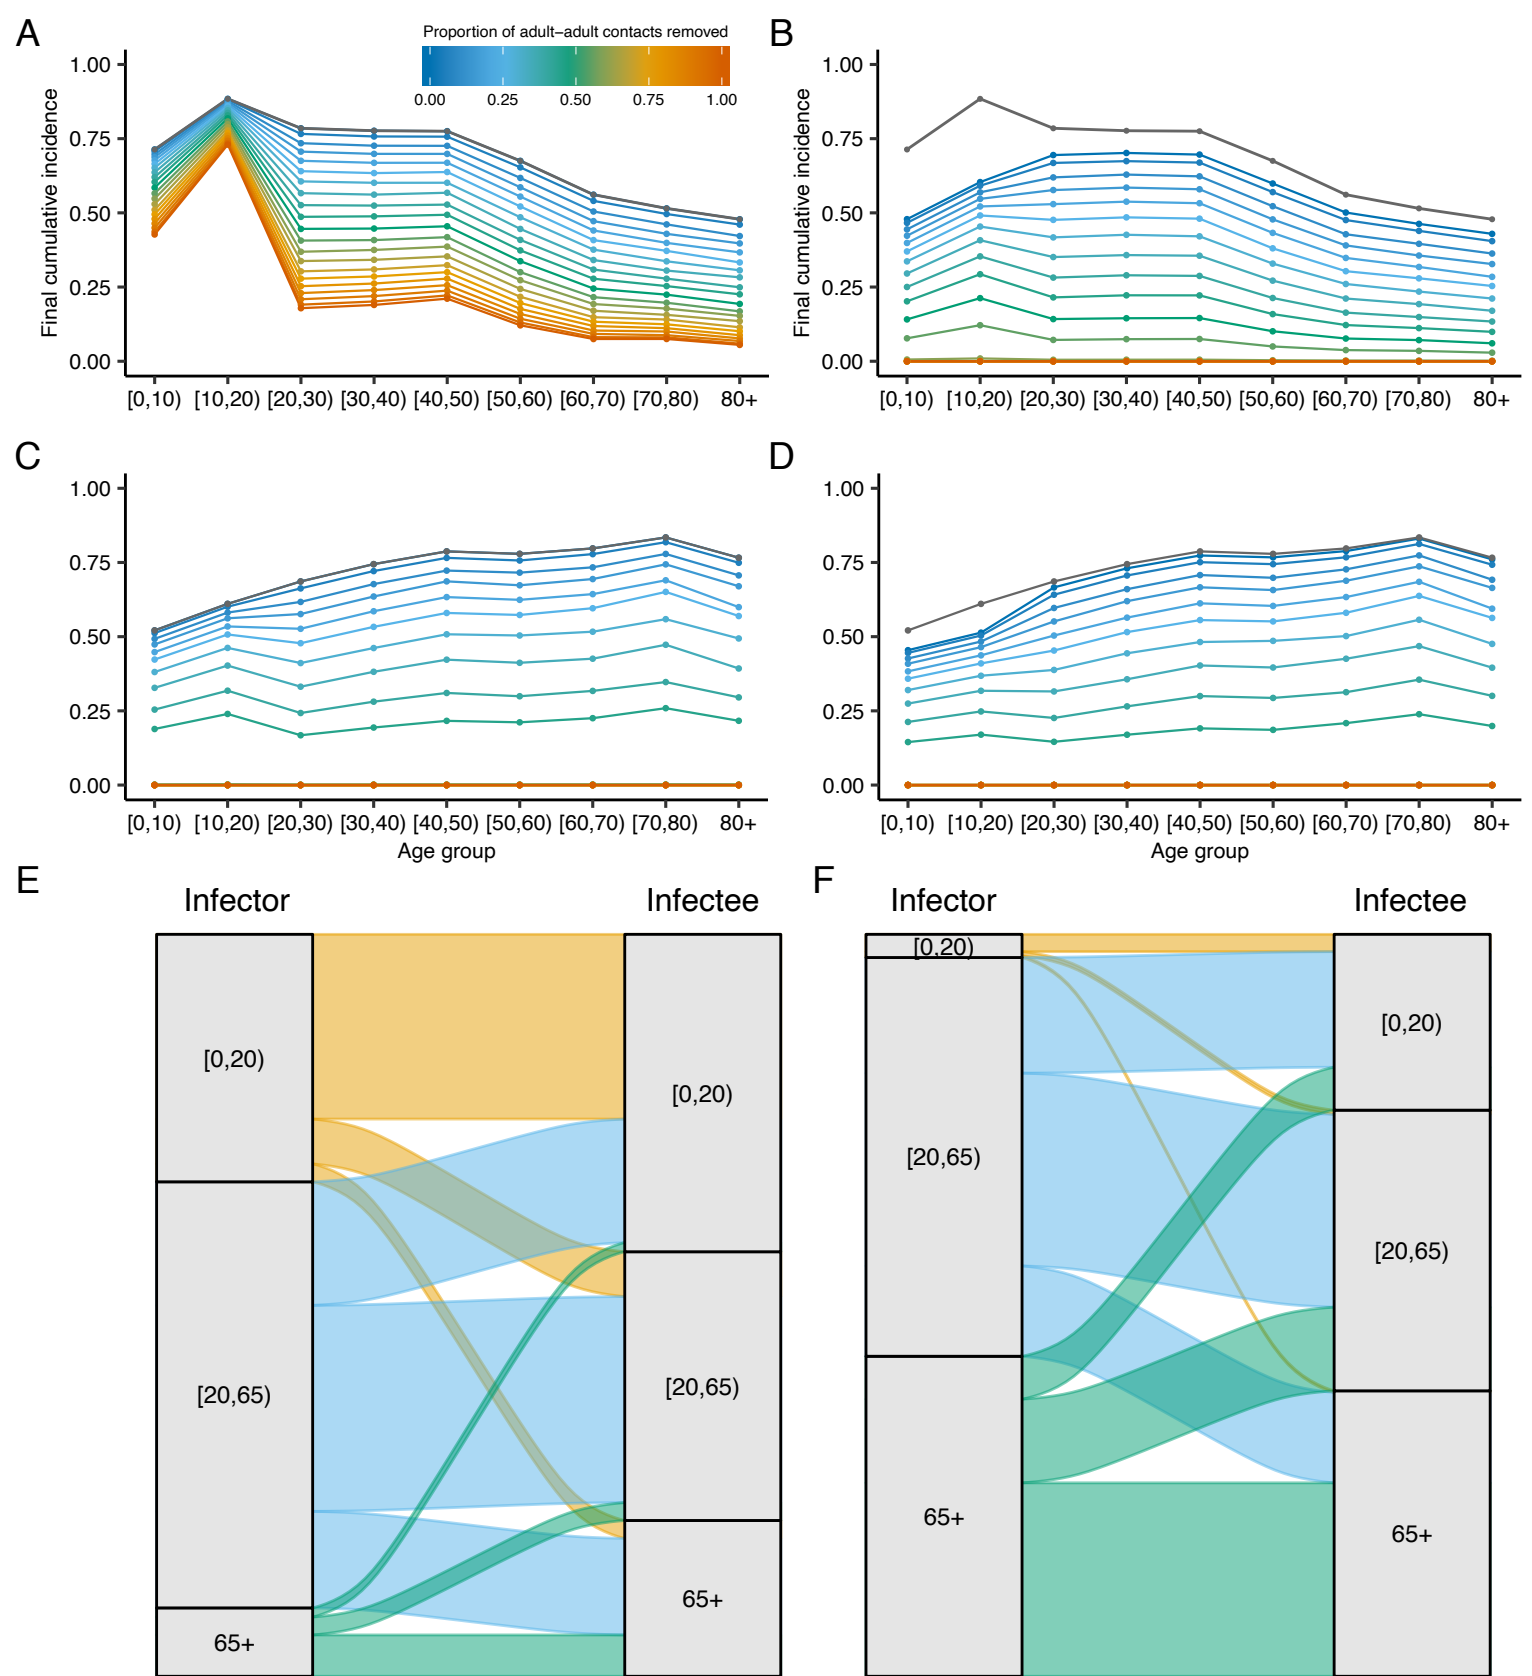 A
Proportion of adult−adult contacts removed
0.00 0.25 0.50 0.75 1.00
Final cumulative incidence
1.00
0.75
0.50
0.25
0.00
[0,10) [10,20) [20,30) [30,40) [40,50) [50,60) [60,70) [70,80) 80+
B
Final cumulative incidence
1.00
0.75
0.50
0.25
0.00
[0,10) [10,20) [20,30) [30,40) [40,50) [50,60) [60,70) [70,80) 80+
C
1.00
0.75
0.50
0.25
0.00
[0,10) [10,20) [20,30) [30,40) [40,50) [50,60) [60,70) [70,80) 80+
Age group
D
1.00
0.75
0.50
0.25
0.00
[0,10) [10,20) [20,30) [30,40) [40,50) [50,60) [60,70) [70,80) 80+
Age group
E
Infector Infectee
[0,20)
[20,65)
65+
[0,20)
[20,65)
65+
F
Infector Infectee
[0,20)
[20,65)
65+
[0,20)
[20,65)
65+